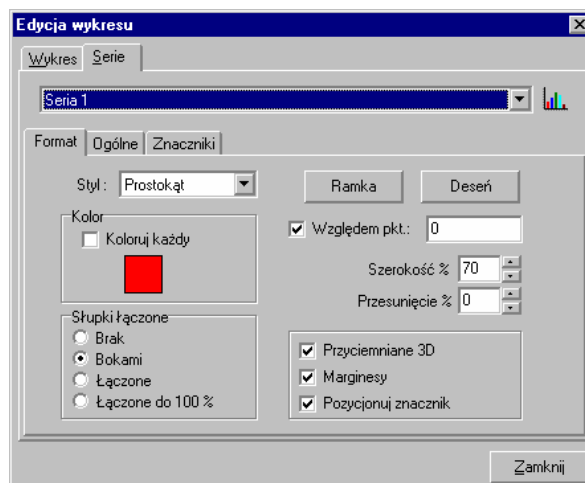 Edycja wykresu
Wykres Serie
Seria 1
Format Ogólne Znaczniki
Styl : Prostokąt
Ramka Deseń
Kolor
Koloruj każdy
Względem pkt.: 0
Szerokość % 70
Przesunięcie % 0
Słupki łączone
Brak
Bokami
Łączone
Łączone do 100 %
Przyciemniane 3D
Marginesy
Pozycjonuj znacznik
Zamknij